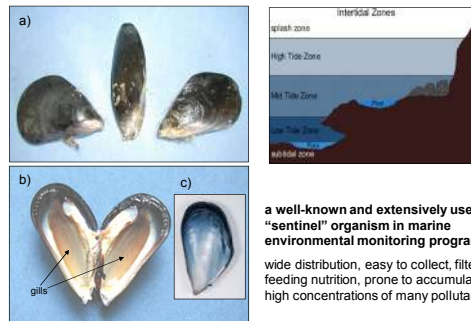 a)
b)
c)
gills
Intertidal Zones
splash zone
High Tide Zone
Mid Tide Zone
Pool
Low Tide Zone
Pool
subtidal zone
a well-known and extensively use
“sentinel” organism in marine
environmental monitoring progra
wide distribution, easy to collect, filte
feeding nutrition, prone to accumula
high concentrations of many polluta